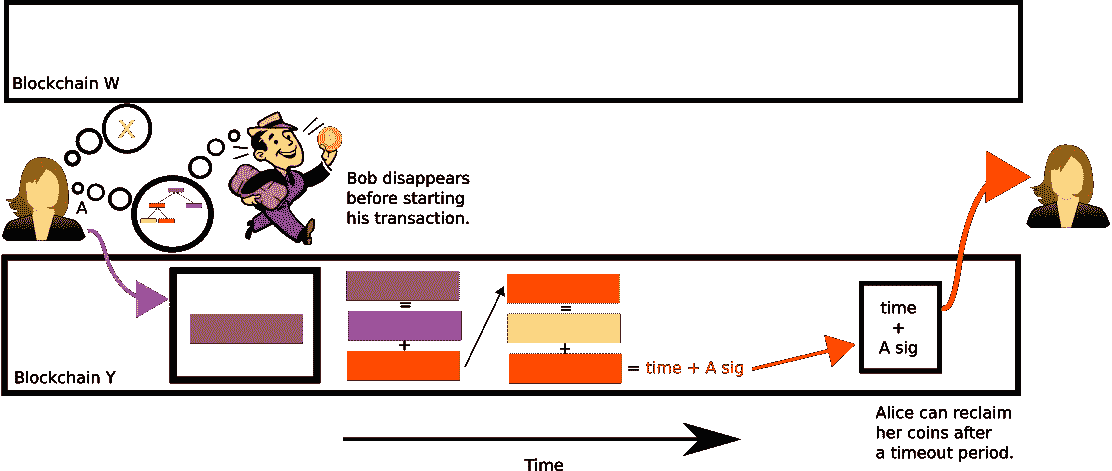 Blockchain W
X
A
Bob disappears
before starting
his transaction.
=
+
=
+
= time + A sig
time
+
A sig
Blockchain Y
Alice can reclaim
her coins after
a timeout period.
Time